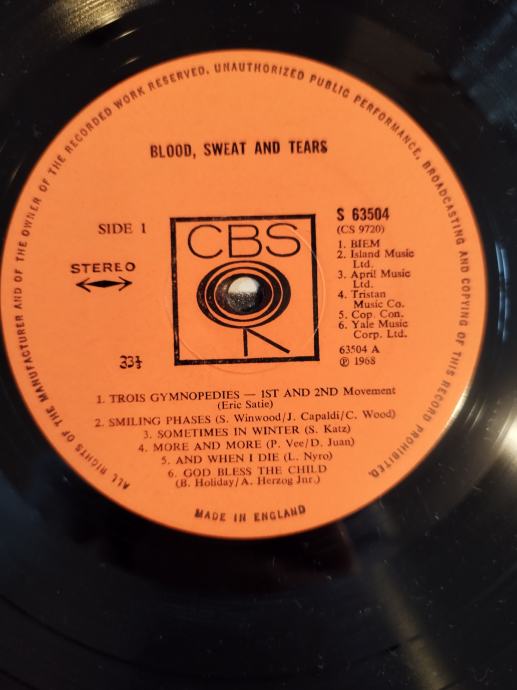 ALL RIGHTS OF THE MANUFACTURER AND OF THE OWNER OF THE RECORDED WORK RESERVED. UNAUTHORIZED PUBLIC PERFORMANCE, BROADCASTING AND COPYING OF THIS RECORD PROHIBITED.
BLOOD, SWEAT AND TEARS
SIDE 1
STEREO
33⅓
CBS
S 63504
(CS 9720)
1. BIEM
2. Island Music
Ltd.
3. April Music
Ltd.
4. Tristan
Music Co.
5. Cop. Con.
6. Yale Music
Corp. Ltd.
63504 A
℗ 1968
1. TROIS GYMNOPEDIES — 1ST AND 2ND Movement
(Eric Satie)
2. SMILING PHASES (S. Winwood/J. Capaldi/C. Wood)
3. SOMETIMES IN WINTER (S. Katz)
4. MORE AND MORE (P. Vee/D. Juan)
5. AND WHEN I DIE (L. Nyro)
6. GOD BLESS THE CHILD
(B. Holiday/A. Herzog Jnr.)
MADE IN ENGLAND